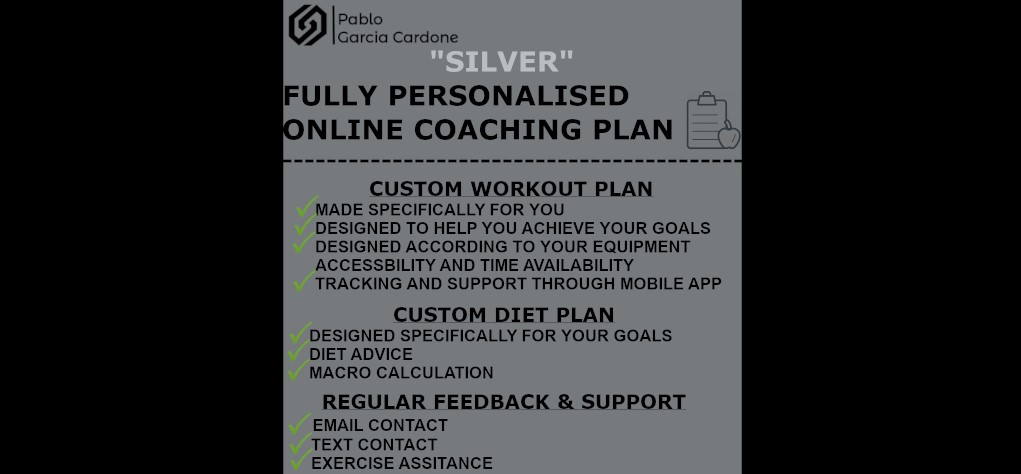 Pablo
Garcia Cardone
"SILVER"
FULLY PERSONALISED
ONLINE COACHING PLAN
CUSTOM WORKOUT PLAN
MADE SPECIFICALLY FOR YOU
DESIGNED TO HELP YOU ACHIEVE YOUR GOALS
DESIGNED ACCORDING TO YOUR EQUIPMENT
ACCESSBILITY AND TIME AVAILABILITY
TRACKING AND SUPPORT THROUGH MOBILE APP
CUSTOM DIET PLAN
DESIGNED SPECIFICALLY FOR YOUR GOALS
DIET ADVICE
MACRO CALCULATION
REGULAR FEEDBACK & SUPPORT
EMAIL CONTACT
TEXT CONTACT
EXERCISE ASSITANCE